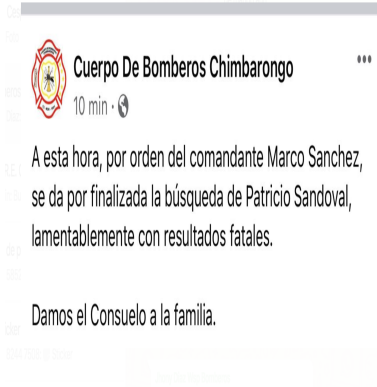 Cuerpo De Bomberos Chimbarongo
10 min ·
A esta hora, por orden del comandante Marco Sanchez,
se da por finalizada la búsqueda de Patricio Sandoval,
lamentablemente con resultados fatales.
Damos el Consuelo a la familia.